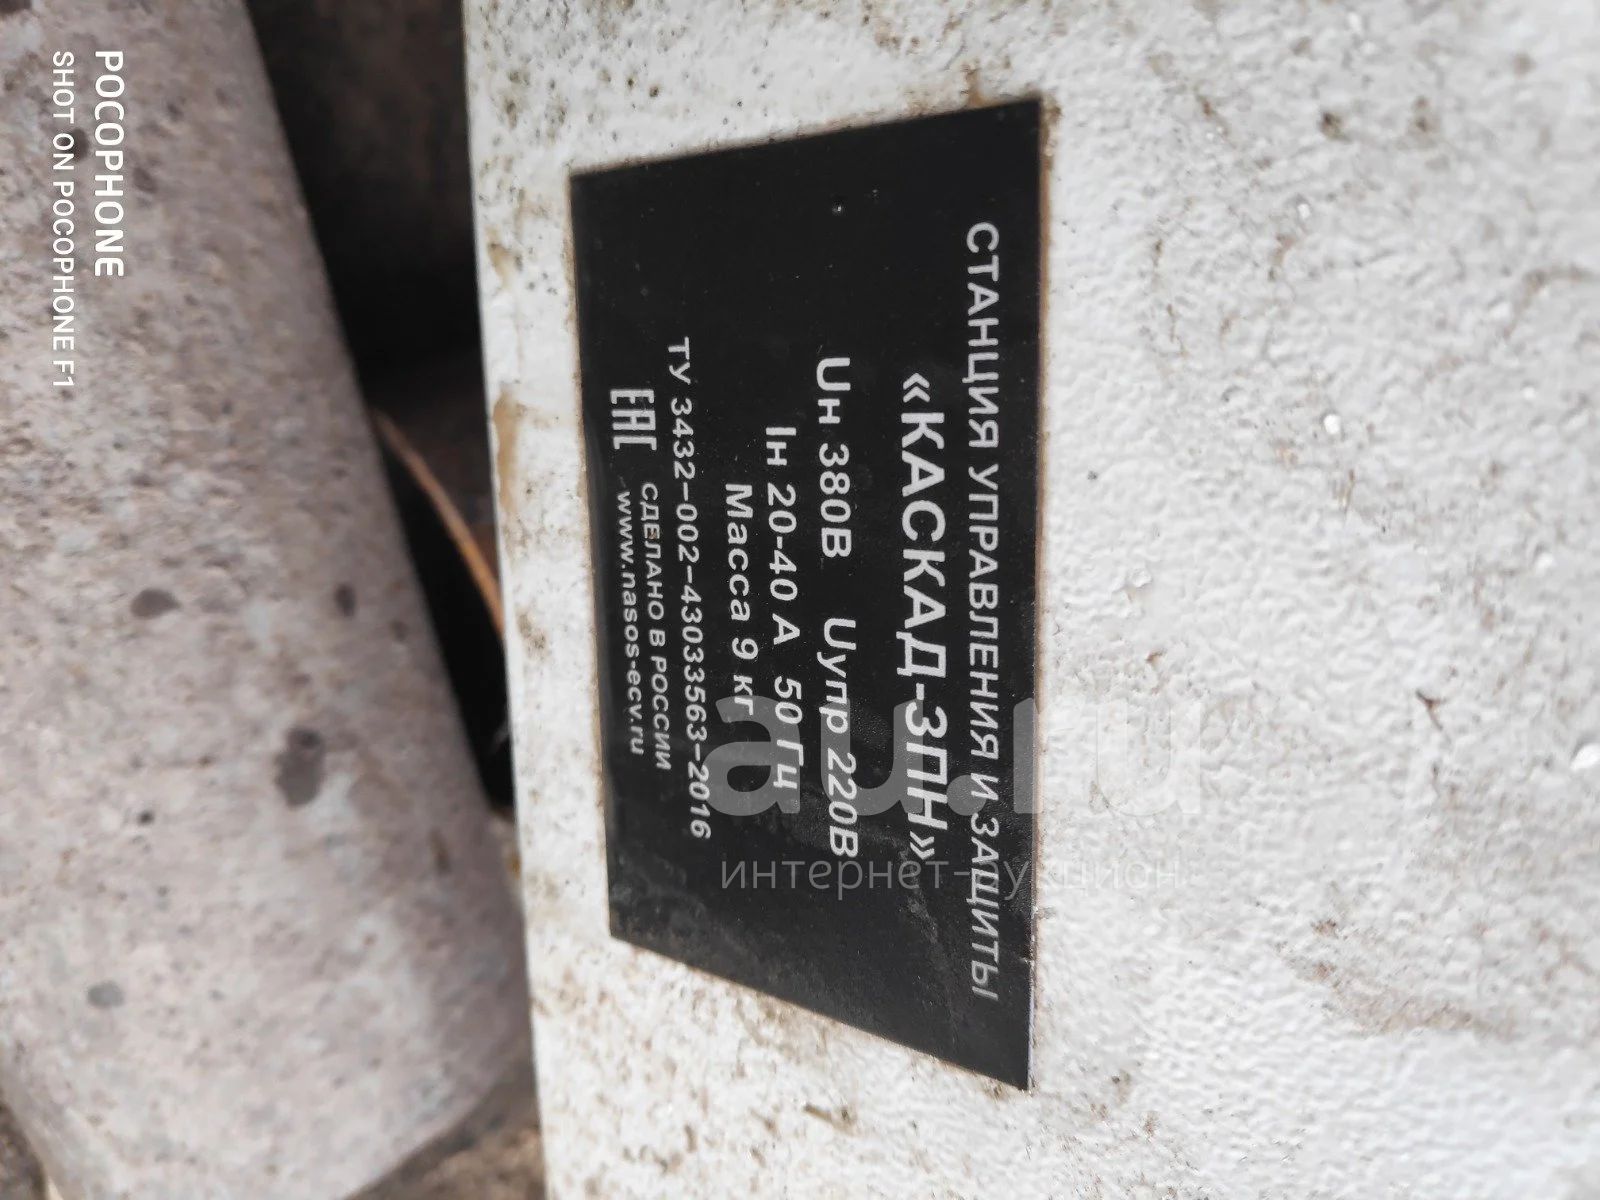 СТАНЦИЯ УПРАВЛЕНИЯ И ЗАЩИТЫ
«КАСКАД-ЗПН»
Uн 380В Uупр 220В
Iн 20-40 А 50 Гц
Масса 9 кг
ТУ 3432-002-43033563-2016
EAC СДЕЛАНО В РОССИИ
www.nasos-ecv.ru
au.ru
интернет-аукцион
POCOPHONE
SHOT ON POCOPHONE F1